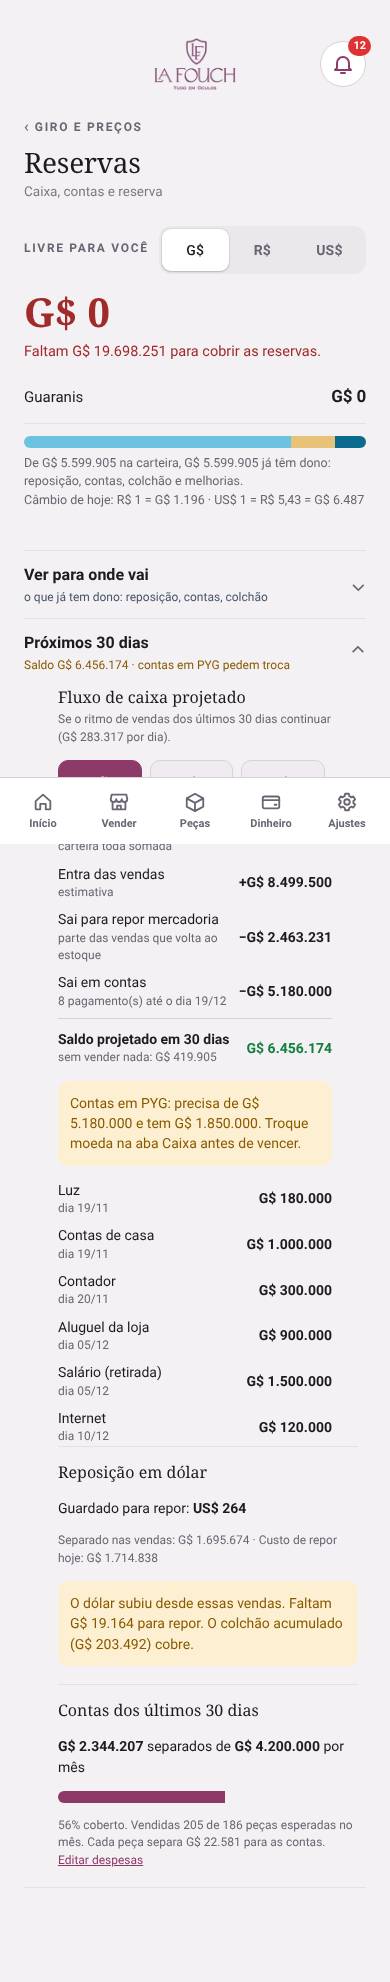 12
LF
LA FOUCH
TUDO EM ÓCULOS
‹ GIRO E PREÇOS
Reservas
Caixa, contas e reserva
LIVRE PARA VOCÊ
G$
R$
US$
G$ 0
Faltam G$ 19.698.251 para cobrir as reservas.
Guaranis G$ 0
De G$ 5.599.905 na carteira, G$ 5.599.905 já têm dono:
reposição, contas, colchão e melhorias.
Câmbio de hoje: R$ 1 = G$ 1.196 · US$ 1 = R$ 5,43 = G$ 6.487
Ver para onde vai
o que já tem dono: reposição, contas, colchão
Próximos 30 dias
Saldo G$ 6.456.174 · contas em PYG pedem troca
Fluxo de caixa projetado
Se o ritmo de vendas dos últimos 30 dias continuar
(G$ 283.317 por dia).
Início
Vender
Peças
Dinheiro
Ajustes
carteira toda somada
Entra das vendas
estimativa
+G$ 8.499.500
Sai para repor mercadoria
parte das vendas que volta ao
estoque
−G$ 2.463.231
Sai em contas
8 pagamento(s) até o dia 19/12
−G$ 5.180.000
Saldo projetado em 30 dias
sem vender nada: G$ 419.905
G$ 6.456.174
Contas em PYG: precisa de G$
5.180.000 e tem G$ 1.850.000. Troque
moeda na aba Caixa antes de vencer.
Luz
dia 19/11
G$ 180.000
Contas de casa
dia 19/11
G$ 1.000.000
Contador
dia 20/11
G$ 300.000
Aluguel da loja
dia 05/12
G$ 900.000
Salário (retirada)
dia 05/12
G$ 1.500.000
Internet
dia 10/12
G$ 120.000
Reposição em dólar
Guardado para repor: US$ 264
Separado nas vendas: G$ 1.695.674 · Custo de repor
hoje: G$ 1.714.838
O dólar subiu desde essas vendas. Faltam
G$ 19.164 para repor. O colchão acumulado
(G$ 203.492) cobre.
Contas dos últimos 30 dias
G$ 2.344.207 separados de G$ 4.200.000 por
mês
56% coberto. Vendidas 205 de 186 peças esperadas no
mês. Cada peça separa G$ 22.581 para as contas.
Editar despesas